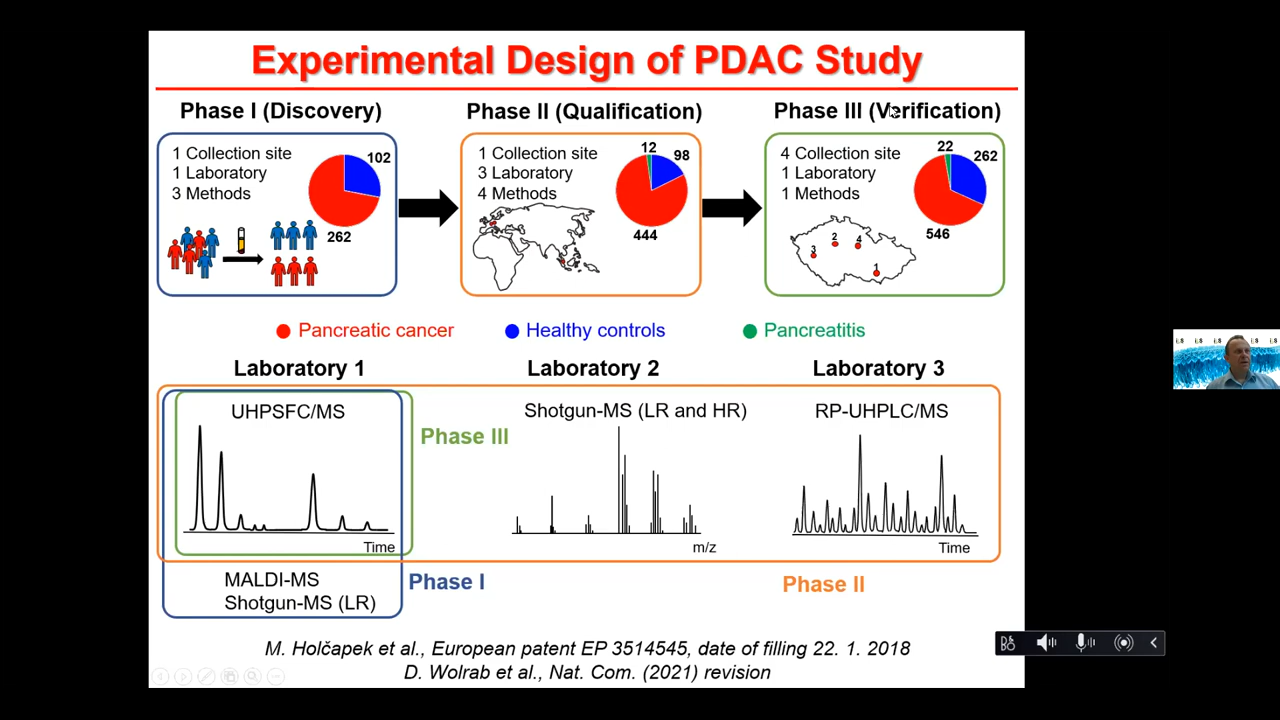 Experimental Design of PDAC Study
Phase I (Discovery)
1 Collection site
1 Laboratory
3 Methods
102
262
Phase II (Qualification)
1 Collection site
3 Laboratory
4 Methods
12
98
444
Phase III (Verification)
4 Collection site
1 Laboratory
1 Methods
22
262
546
2
4
3
1
Pancreatic cancer
Healthy controls
Pancreatitis
Laboratory 1
Laboratory 2
Laboratory 3
UHPSFC/MS
Time
Phase III
Shotgun-MS (LR and HR)
m/z
RP-UHPLC/MS
Time
MALDI-MS
Shotgun-MS (LR)
Phase I
Phase II
M. Holčapek et al., European patent EP 3514545, date of filling 22. 1. 2018
D. Wolrab et al., Nat. Com. (2021) revision